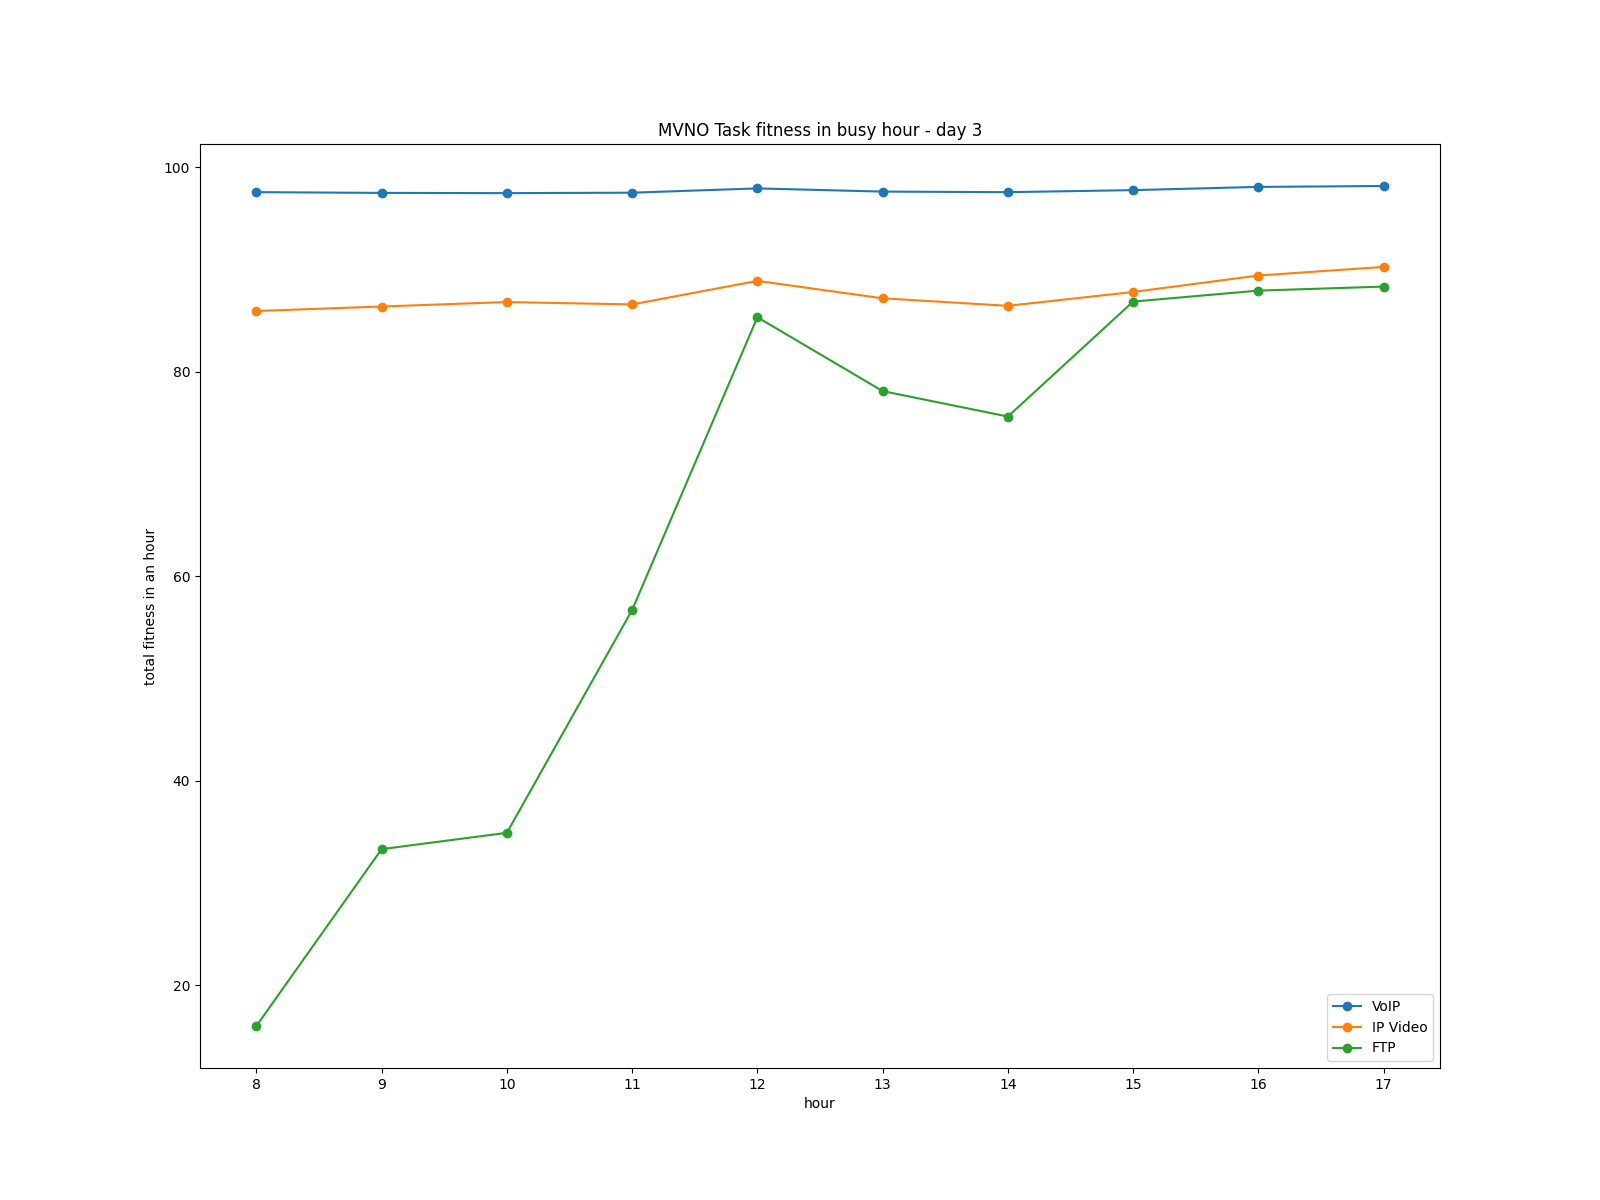 MVNO Task fitness in busy hour - day 3
total fitness in an hour
100
80
60
40
20
8 9 10 11 12 13 14 15 16 17
hour
VoIP
IP Video
FTP